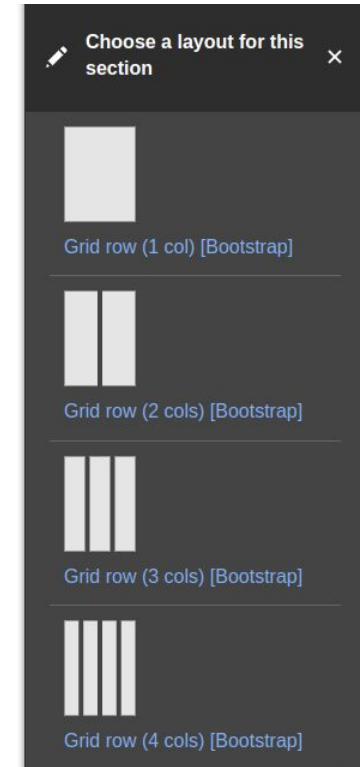 Choose a layout for this
section
Grid row (1 col) [Bootstrap]
Grid row (2 cols) [Bootstrap]
Grid row (3 cols) [Bootstrap]
Grid row (4 cols) [Bootstrap]